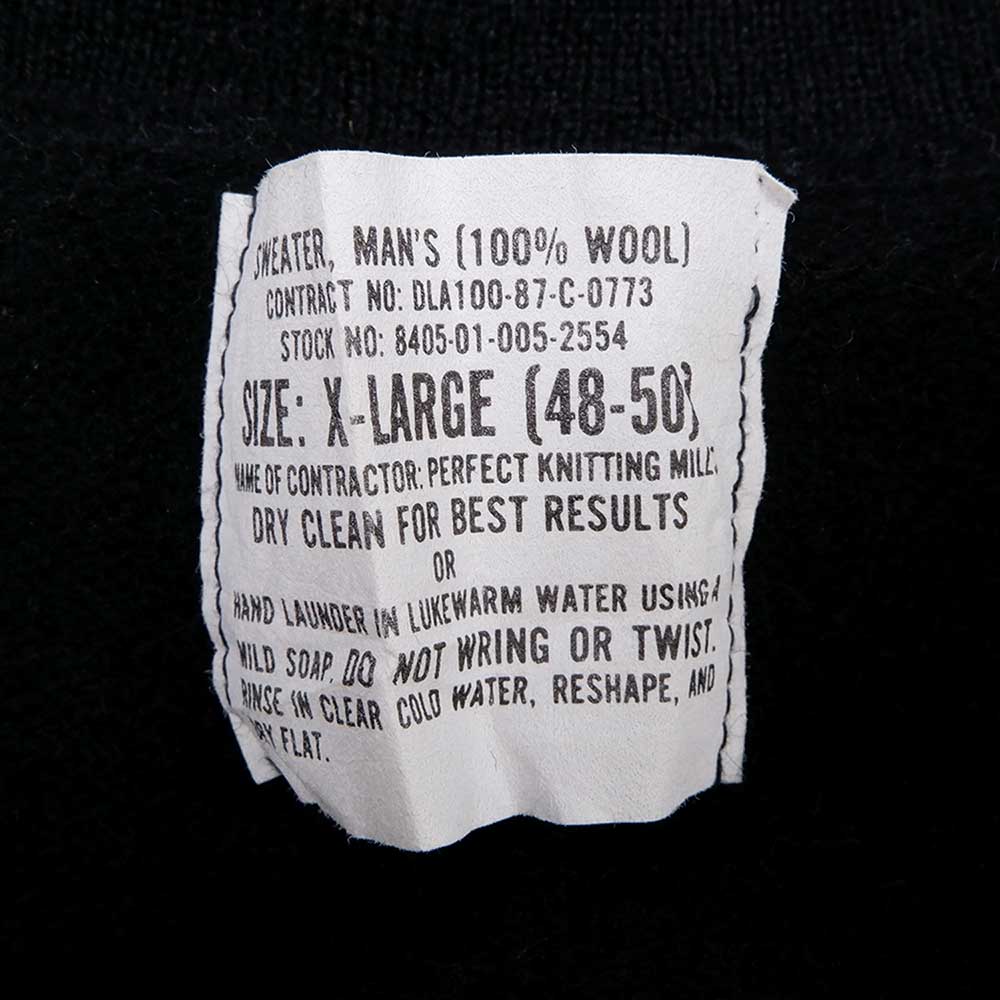 SWEATER, MAN'S (100% WOOL)
CONTRACT NO: DLA100-87-C-0773
STOCK NO: 8405-01-005-2554
SIZE: X-LARGE (48-50)
NAME OF CONTRACTOR: PERFECT KNITTING MILLS
DRY CLEAN FOR BEST RESULTS
OR
HAND LAUNDER IN LUKEWARM WATER USING A
MILD SOAP. DO NOT WRING OR TWIST.
RINSE IN CLEAR COLD WATER, RESHAPE, AND
DRY FLAT.